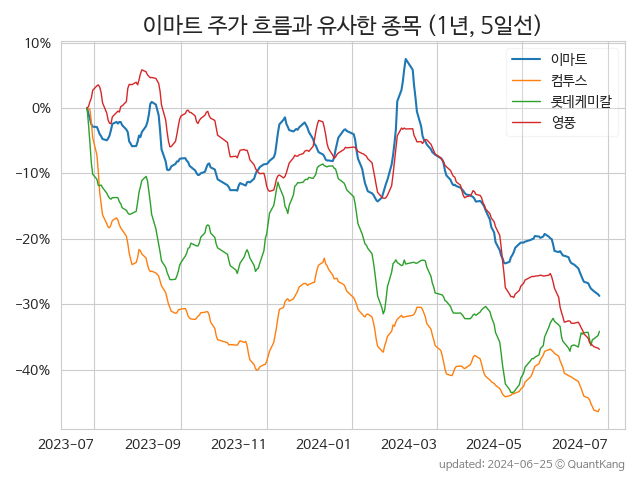 이마트 주가 흐름과 유사한 종목 (1년, 5일선)
10%
0%
−10%
−20%
−30%
−40%
이마트
컴투스
롯데케미칼
영풍
2023-07
2023-09
2023-11
2024-01
2024-03
2024-05
2024-07
updated: 2024-06-25 © QuantKang